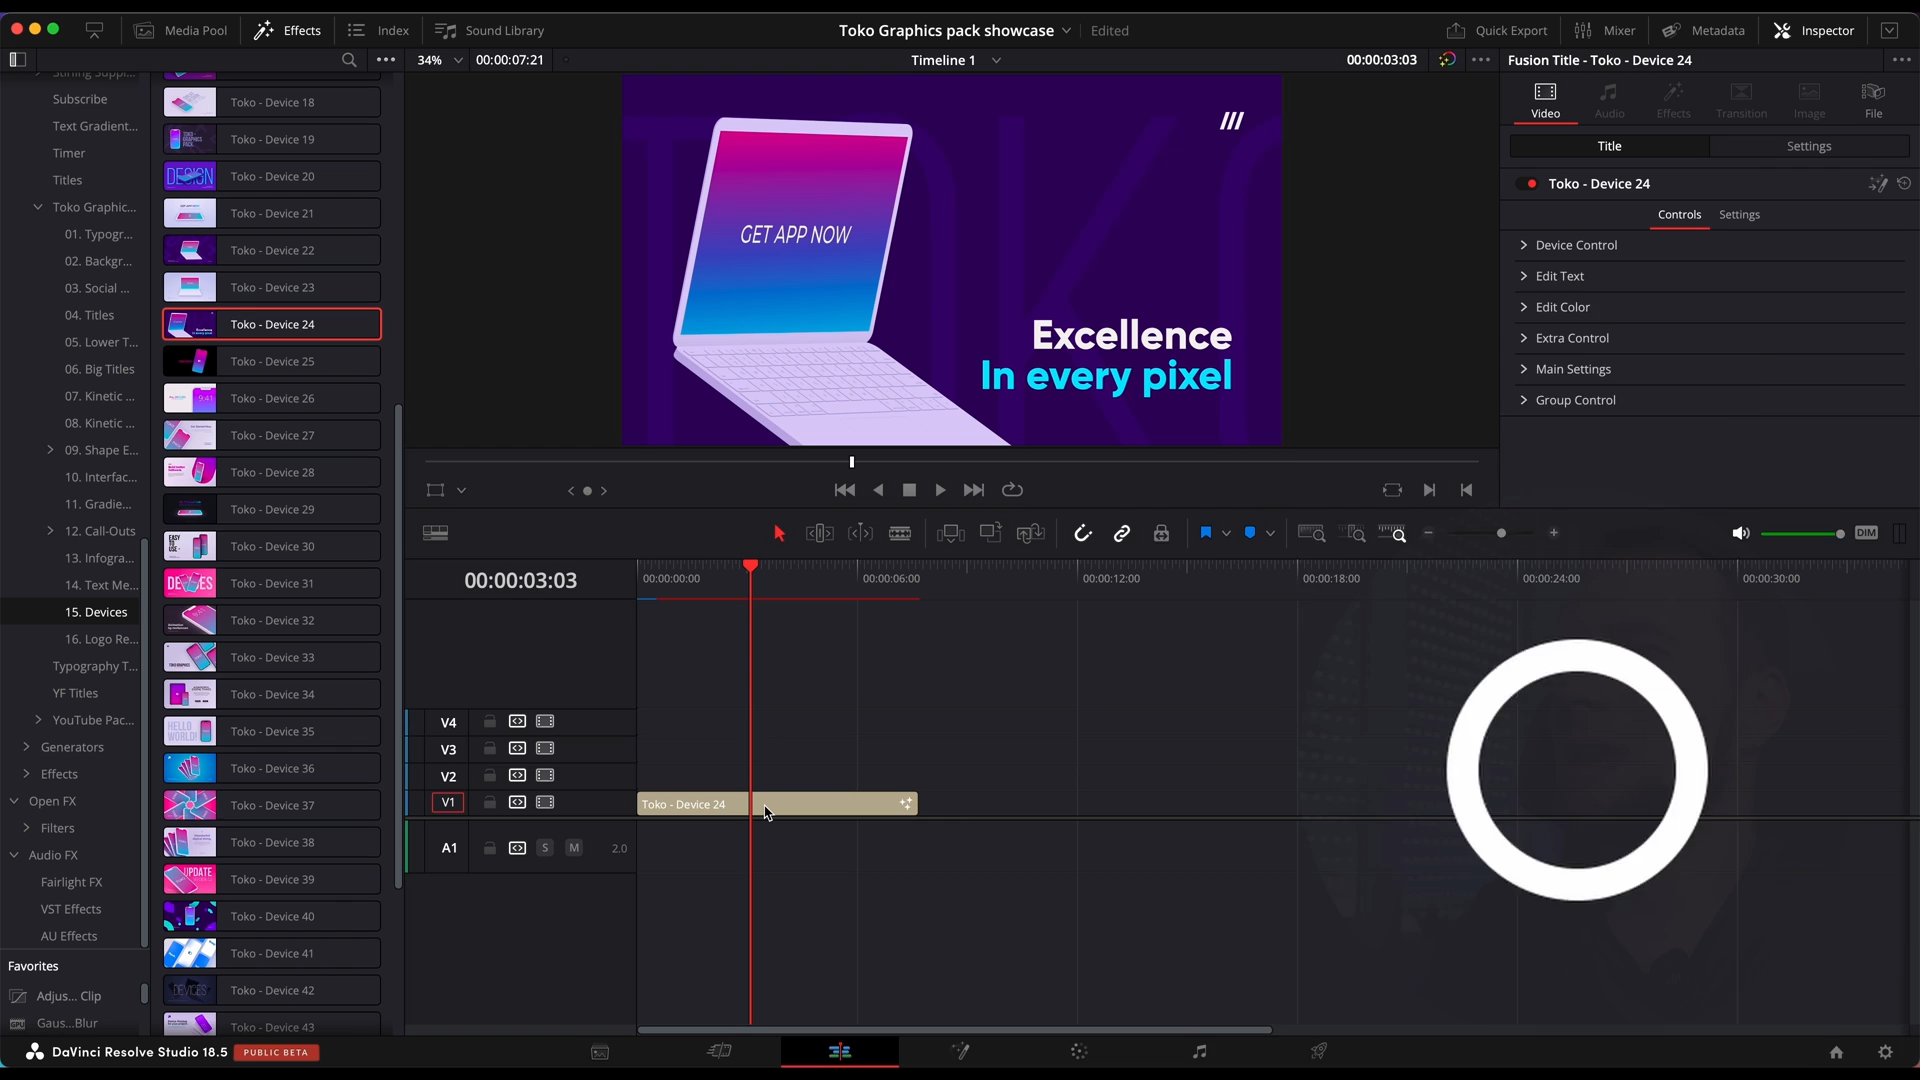 Media Pool
Effects
Index
Sound Library
Toko Graphics pack showcase
Edited
Quick Export
Mixer
Metadata
Inspector
34%
00:00:07:21
Timeline 1
00:00:03:03
Fusion Title - Toko - Device 24
Subscribe
Text Gradient...
Timer
Titles
Toko Graphic...
01. Typogr...
02. Backgr...
03. Social ...
04. Titles
05. Lower T...
06. Big Titles
07. Kinetic ...
08. Kinetic ...
09. Shape E...
10. Interfac...
11. Gradie...
12. Call-Outs
13. Infogra...
14. Text Me...
15. Devices
16. Logo Re...
Typography T...
YF Titles
YouTube Pac...
Generators
Effects
Open FX
Filters
Audio FX
Fairlight FX
VST Effects
AU Effects
Favorites
Adjus... Clip
Gaus...Blur
Toko - Device 18
Toko - Device 19
Toko - Device 20
Toko - Device 21
Toko - Device 22
Toko - Device 23
Toko - Device 24
Toko - Device 25
Toko - Device 26
Toko - Device 27
Toko - Device 28
Toko - Device 29
Toko - Device 30
Toko - Device 31
Toko - Device 32
Toko - Device 33
Toko - Device 34
Toko - Device 35
Toko - Device 36
Toko - Device 37
Toko - Device 38
Toko - Device 39
Toko - Device 40
Toko - Device 41
Toko - Device 42
Toko - Device 43
DESIGN
EASY
TO
USE -
HELLO
WORLD!
UPDATE
DEVICES
TOKO
GET APP NOW
Excellence
In every pixel
Video
Audio
Effects
Transition
Image
File
Title
Settings
Toko - Device 24
Controls
Settings
Device Control
Edit Text
Edit Color
Extra Control
Main Settings
Group Control
DIM
00:00:03:03
00:00:00:00
00:00:06:00
00:00:12:00
00:00:18:00
00:00:24:00
00:00:30:00
V4
V3
V2
V1
Toko - Device 24
A1
S
M
2.0
DaVinci Resolve Studio 18.5
PUBLIC BETA